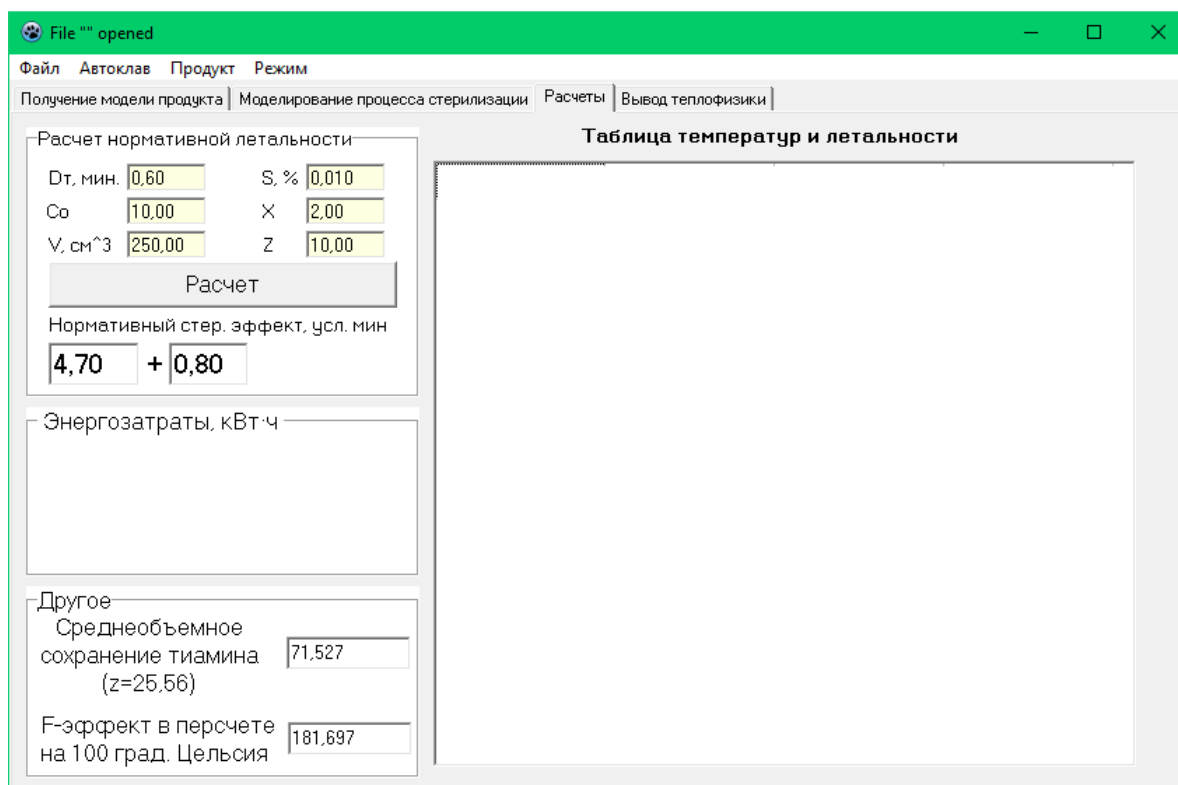 File "" opened
Файл Автоклав Продукт Режим
Получение модели продукта Моделирование процесса стерилизации Расчеты Вывод теплофизики
Расчет нормативной летальности
Dт, мин. 0,60 S, % 0,010
Co 10,00 X 2,00
V, см^3 250,00 Z 10,00
Расчет
Нормативный стер. эффект, усл. мин
4,70 + 0,80
Энергозатраты, кВт·ч
Другое
Среднеобъемное
сохранение тиамина 71,527
(z=25,56)
F-эффект в персчете
на 100 град. Цельсия 181,697
Таблица температур и летальности